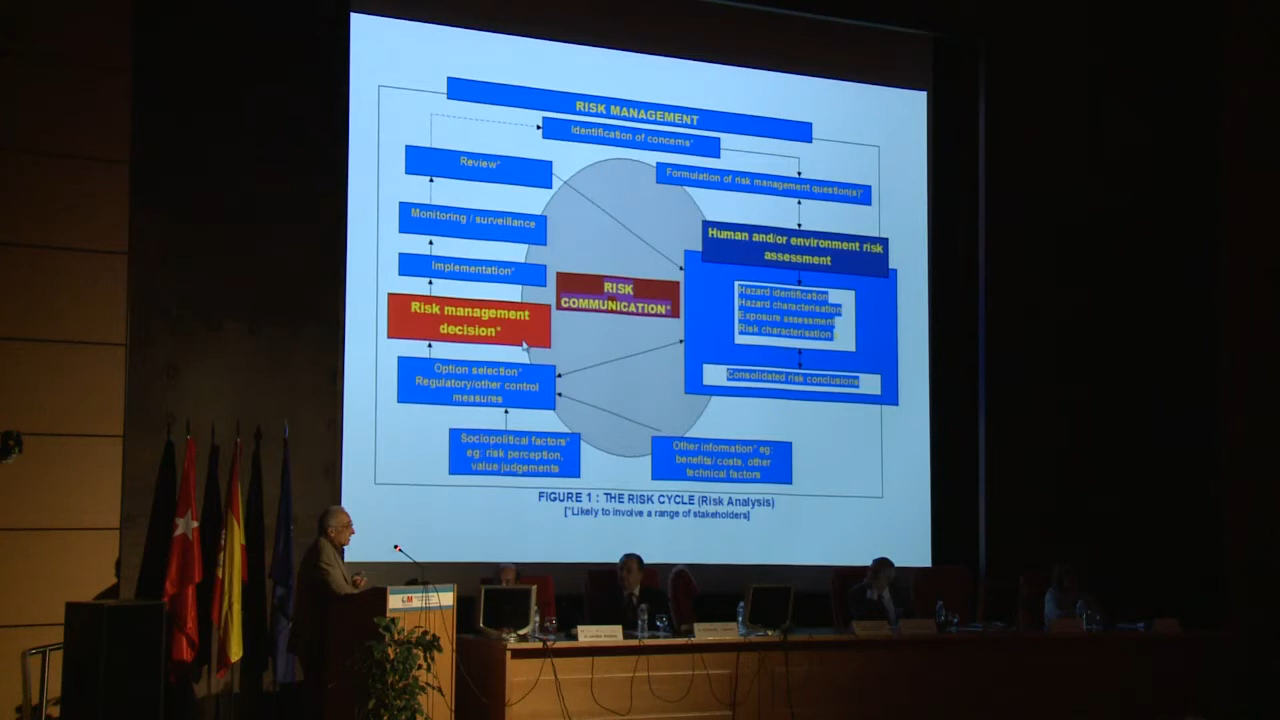 RISK MANAGEMENT
Identification of concerns*
Review*
Formulation of risk management question(s)*
Monitoring / surveillance
Human and/or environment risk
assessment
Implementation*
RISK
COMMUNICATION*
Hazard identification
Hazard characterisation
Exposure assessment
Risk characterisation
Risk management
decision*
Option selection*
Regulatory/other control
measures
Consolidated risk conclusions
Sociopolitical factors*
eg: risk perception,
value judgements
Other information* eg:
benefits/ costs, other
technical factors
FIGURE 1 : THE RISK CYCLE (Risk Analysis)
[*Likely to involve a range of stakeholders]